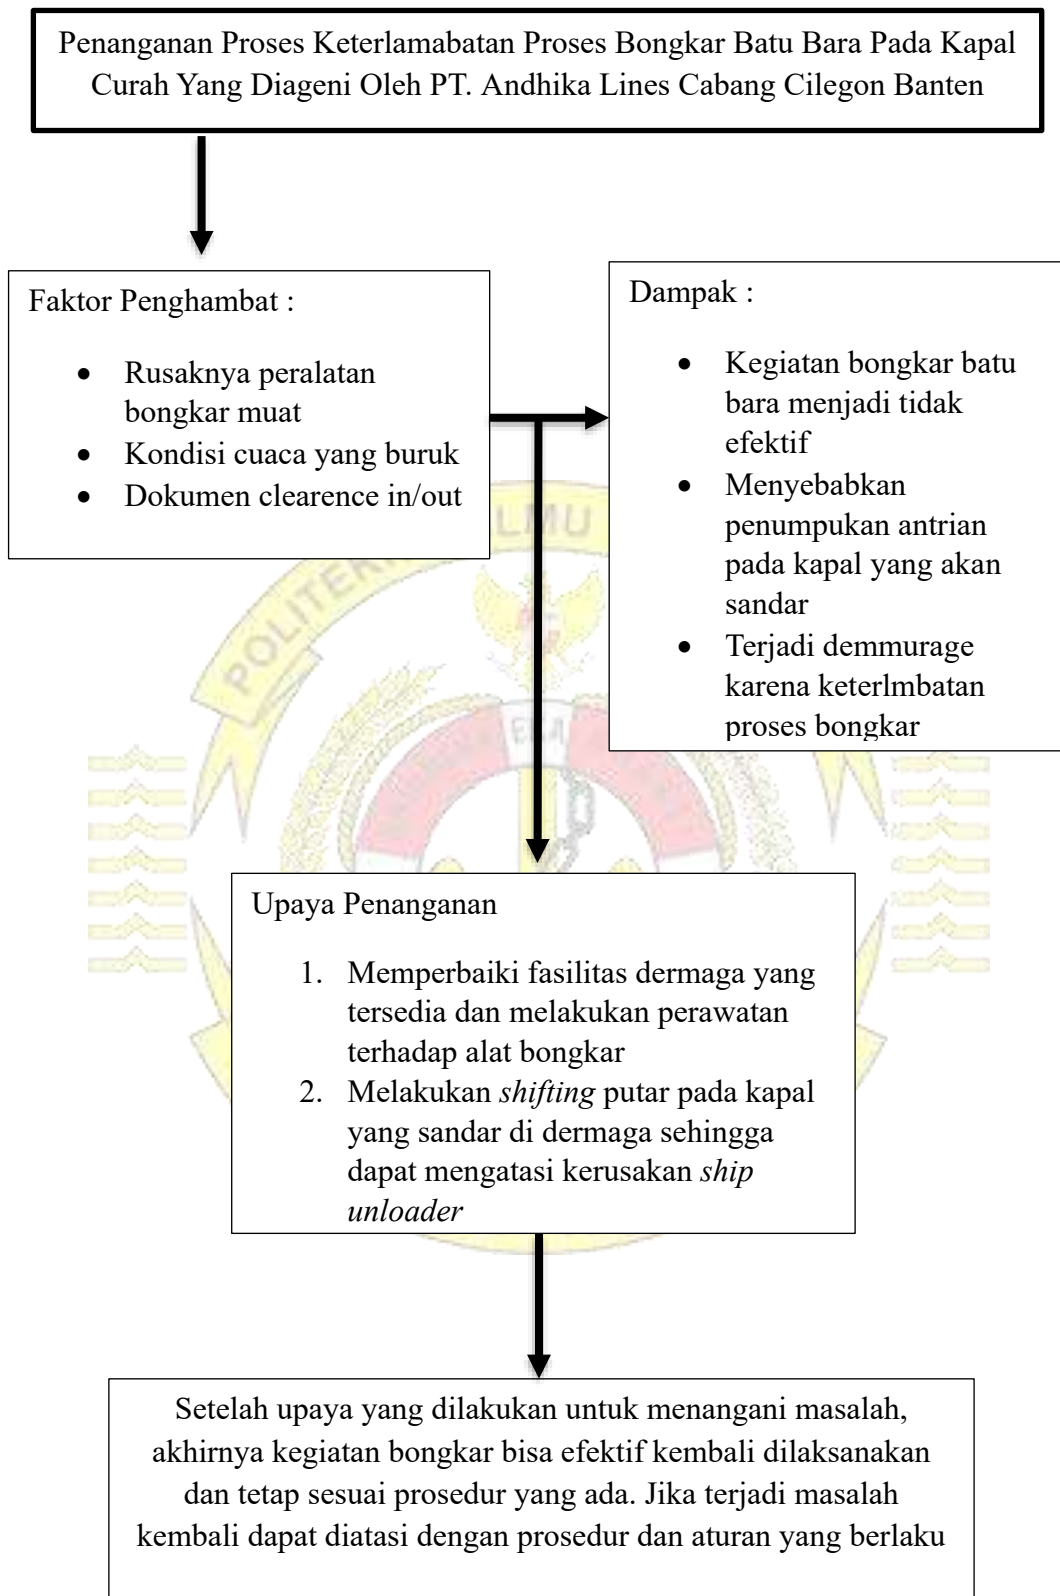 Penanganan Proses Keterlamabatan Proses Bongkar Batu Bara Pada Kapal
Curah Yang Diageni Oleh PT. Andhika Lines Cabang Cilegon Banten
Faktor Penghambat :
• Rusaknya peralatan
bongkar muat
• Kondisi cuaca yang buruk
• Dokumen clearence in/out
Dampak :
• Kegiatan bongkar batu
bara menjadi tidak
efektif
• Menyebabkan
penumpukan antrian
pada kapal yang akan
sandar
• Terjadi demmurage
karena keterlmbatan
proses bongkar
Upaya Penanganan
1. Memperbaiki fasilitas dermaga yang
tersedia dan melakukan perawatan
terhadap alat bongkar
2. Melakukan shifting putar pada kapal
yang sandar di dermaga sehingga
dapat mengatasi kerusakan ship
unloader
Setelah upaya yang dilakukan untuk menangani masalah,
akhirnya kegiatan bongkar bisa efektif kembali dilaksanakan
dan tetap sesuai prosedur yang ada. Jika terjadi masalah
kembali dapat diatasi dengan prosedur dan aturan yang berlaku